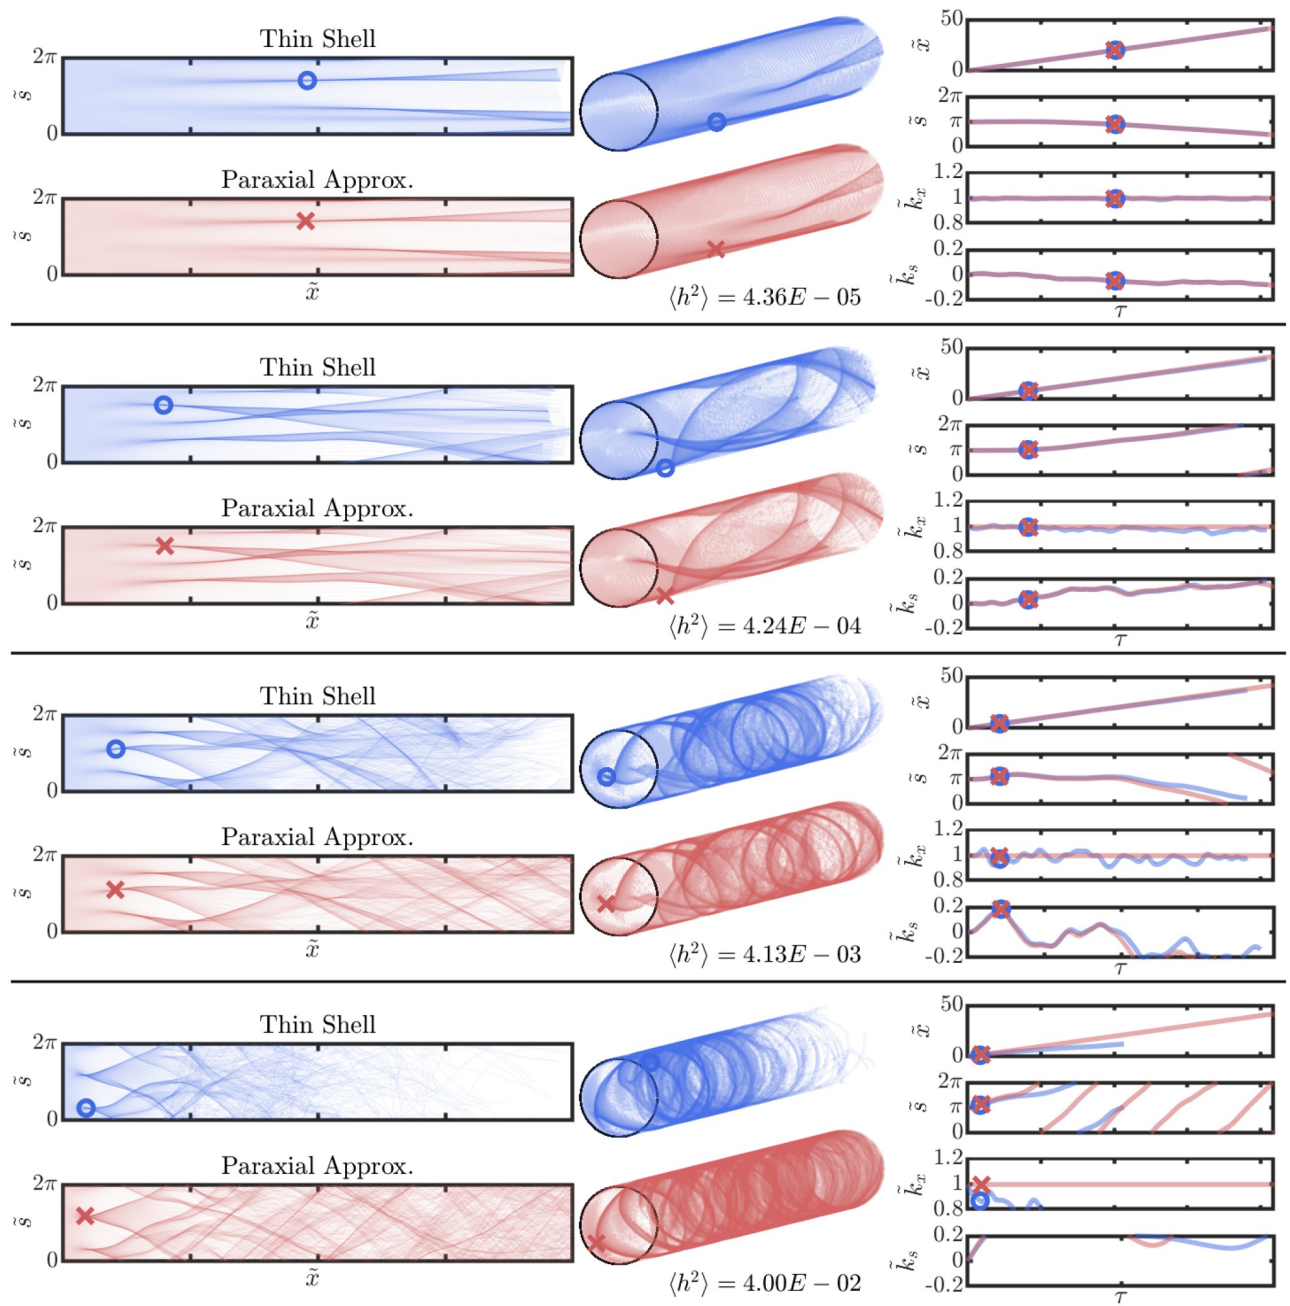 Thin Shell
2π
s̃
0
Paraxial Approx.
2π
s̃
0
x̃
⟨h²⟩ = 4.36E − 05
50
x̃
0
2π
s̃ π
0
1.2
k̃ₓ 1
0.8
0.2
k̃ₛ 0
-0.2
τ
Thin Shell
2π
s̃
0
Paraxial Approx.
2π
s̃
0
x̃
⟨h²⟩ = 4.24E − 04
50
x̃
0
2π
s̃ π
0
1.2
k̃ₓ 1
0.8
0.2
k̃ₛ 0
-0.2
τ
Thin Shell
2π
s̃
0
Paraxial Approx.
2π
s̃
0
x̃
⟨h²⟩ = 4.13E − 03
50
x̃
0
2π
s̃ π
0
1.2
k̃ₓ 1
0.8
0.2
k̃ₛ 0
-0.2
τ
Thin Shell
2π
s̃
0
Paraxial Approx.
2π
s̃
0
x̃
⟨h²⟩ = 4.00E − 02
50
x̃
0
2π
s̃ π
0
1.2
k̃ₓ 1
0.8
0.2
k̃ₛ 0
-0.2
τ